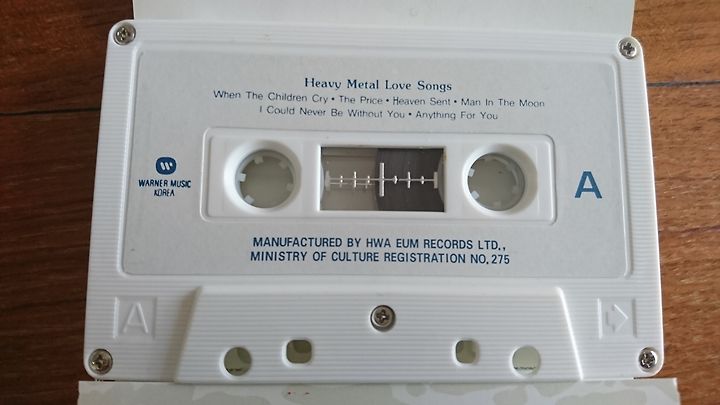 Heavy Metal Love Songs
When The Children Cry • The Price • Heaven Sent • Man In The Moon
I Could Never Be Without You • Anything For You
WARNER MUSIC
KOREA
A
MANUFACTURED BY HWA EUM RECORDS LTD.,
MINISTRY OF CULTURE REGISTRATION NO. 275
A